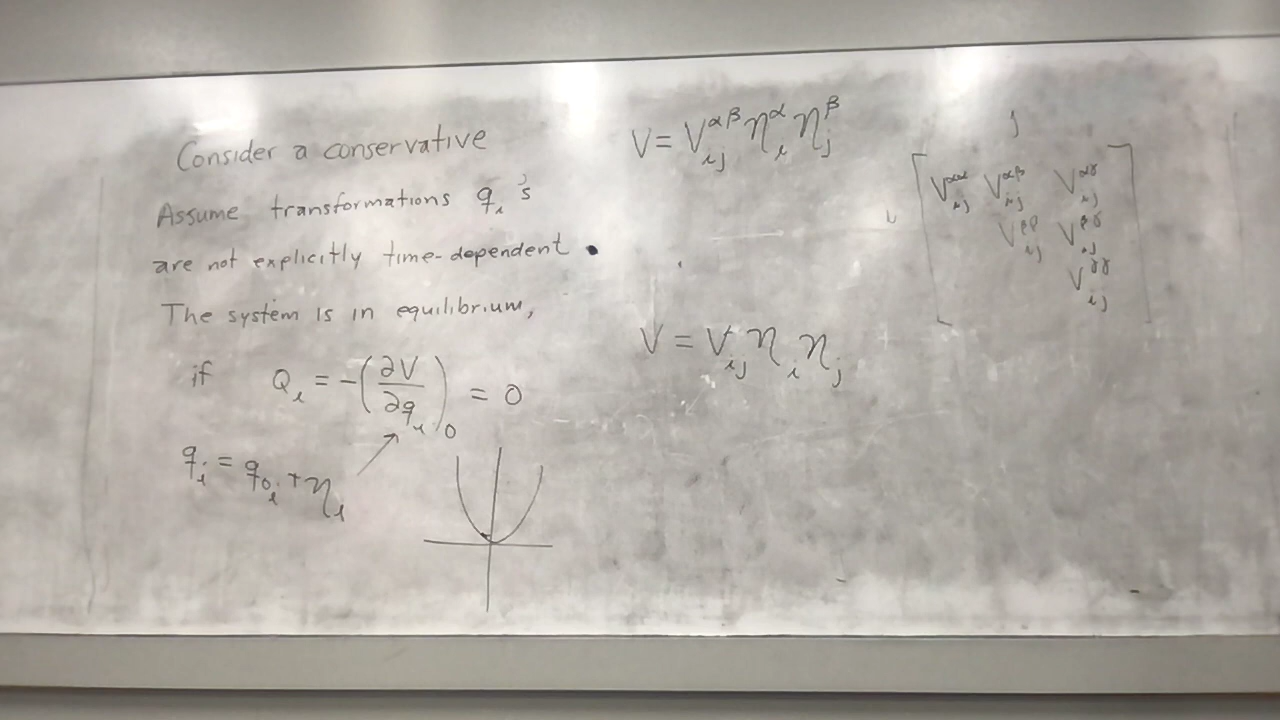 Consider a conservative
Assume transformations qᵢ's
are not explicitly time-dependent.
The system is in equilibrium,
if Qᵢ = -(∂V/∂qᵢ)₀ = 0
qᵢ = q₀ᵢ + ηᵢ
V = Vᵢⱼ^αβ ηᵢ^α ηⱼ^β
V = Vᵢⱼ ηᵢ ηⱼ
j
i
Vᵢⱼ^αα Vᵢⱼ^αβ Vᵢⱼ^αγ
Vᵢⱼ^ββ Vᵢⱼ^βγ
Vᵢⱼ^γγ